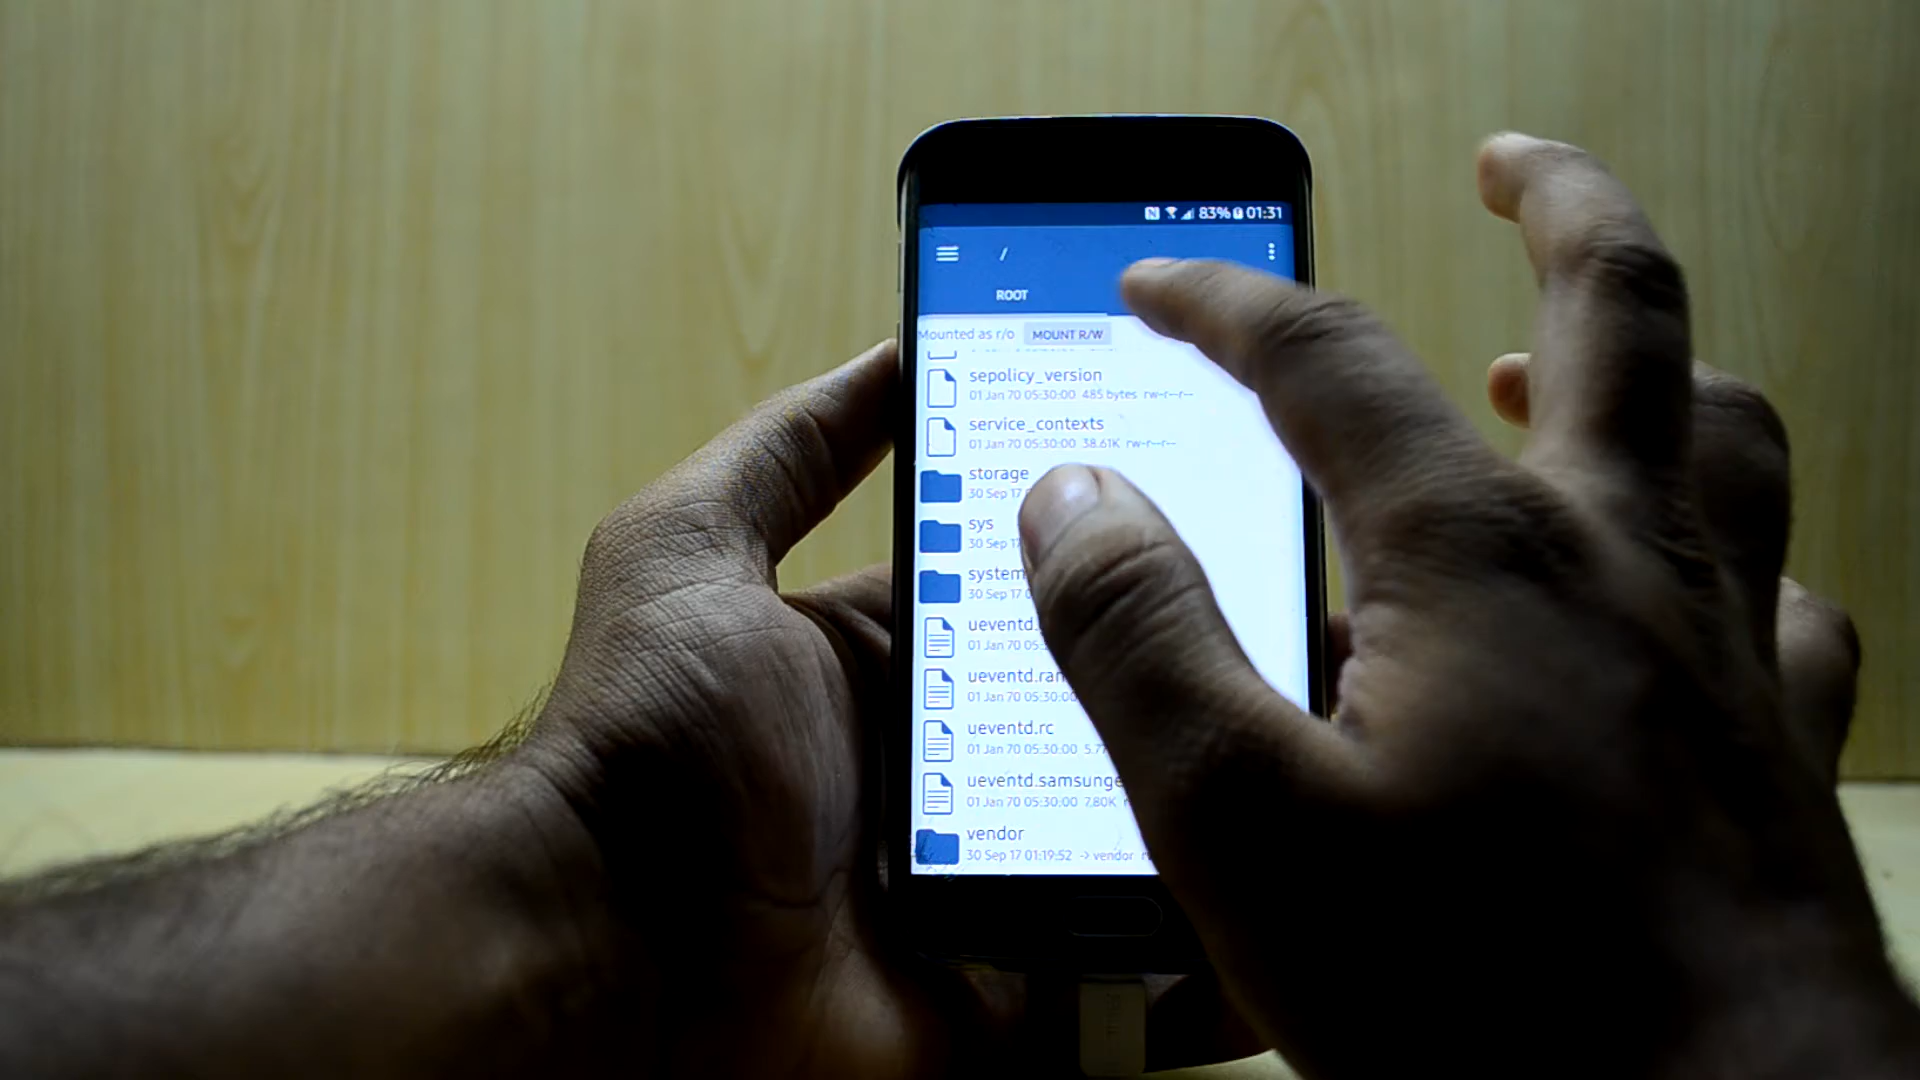 83% 01:31
/
ROOT
Mounted as r/o MOUNT R/W
sepolicy_version
01 Jan 70 05:30:00 485 bytes rw-r--r--
service_contexts
01 Jan 70 05:30:00 38.61K rw-r--r--
storage
30 Sep 17
sys
30 Sep 17
system
30 Sep 17
ueventd.
01 Jan 70 05:
ueventd.ran
01 Jan 70 05:30:00
ueventd.rc
01 Jan 70 05:30:00 5.7
ueventd.samsunge
01 Jan 70 05:30:00 7.80K
vendor
30 Sep 17 01:19:52 -> vendor